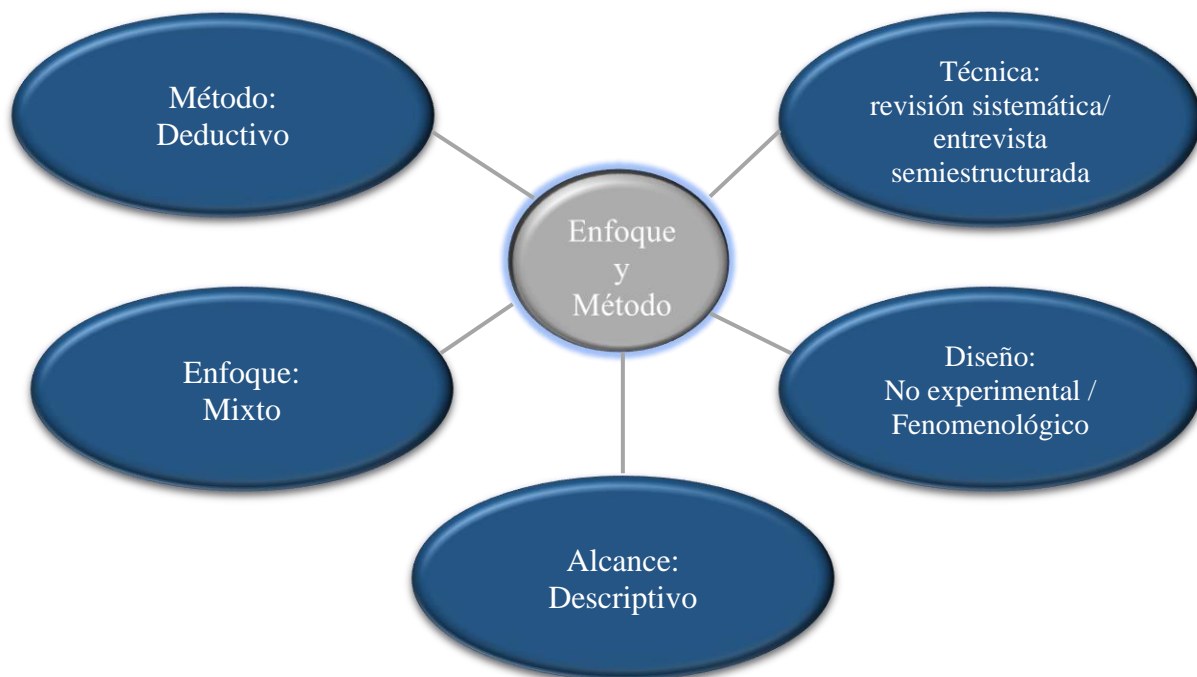 Método:
Deductivo
Técnica:
revisión sistemática/
entrevista
semiestructurada
Enfoque
y
Método
Enfoque:
Mixto
Diseño:
No experimental /
Fenomenológico
Alcance:
Descriptivo